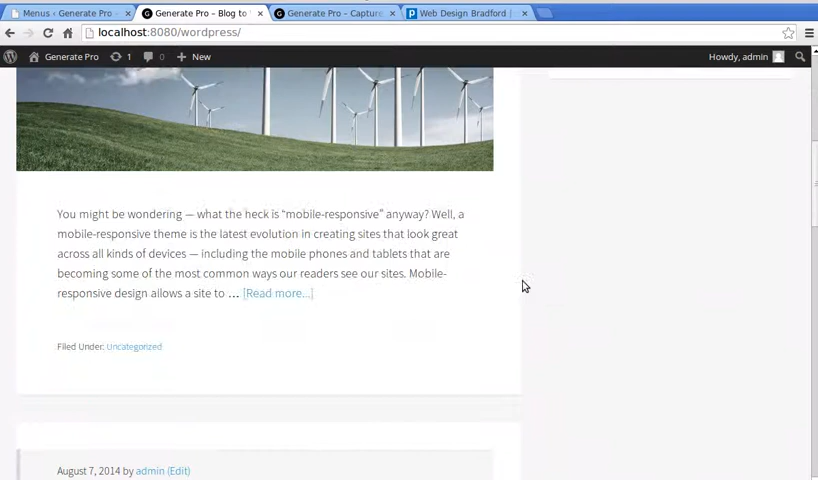 Menus ‹ Generate Pro —
Generate Pro – Blog to
Generate Pro – Capture
Web Design Bradford |
localhost:8080/wordpress/
Generate Pro
1
0
+ New
Howdy, admin
You might be wondering — what the heck is “mobile-responsive” anyway? Well, a
mobile-responsive theme is the latest evolution in creating sites that look great
across all kinds of devices — including the mobile phones and tablets that are
becoming some of the most common ways our readers see our sites. Mobile-
responsive design allows a site to … [Read more...]
Filed Under: Uncategorized
August 7, 2014 by admin (Edit)